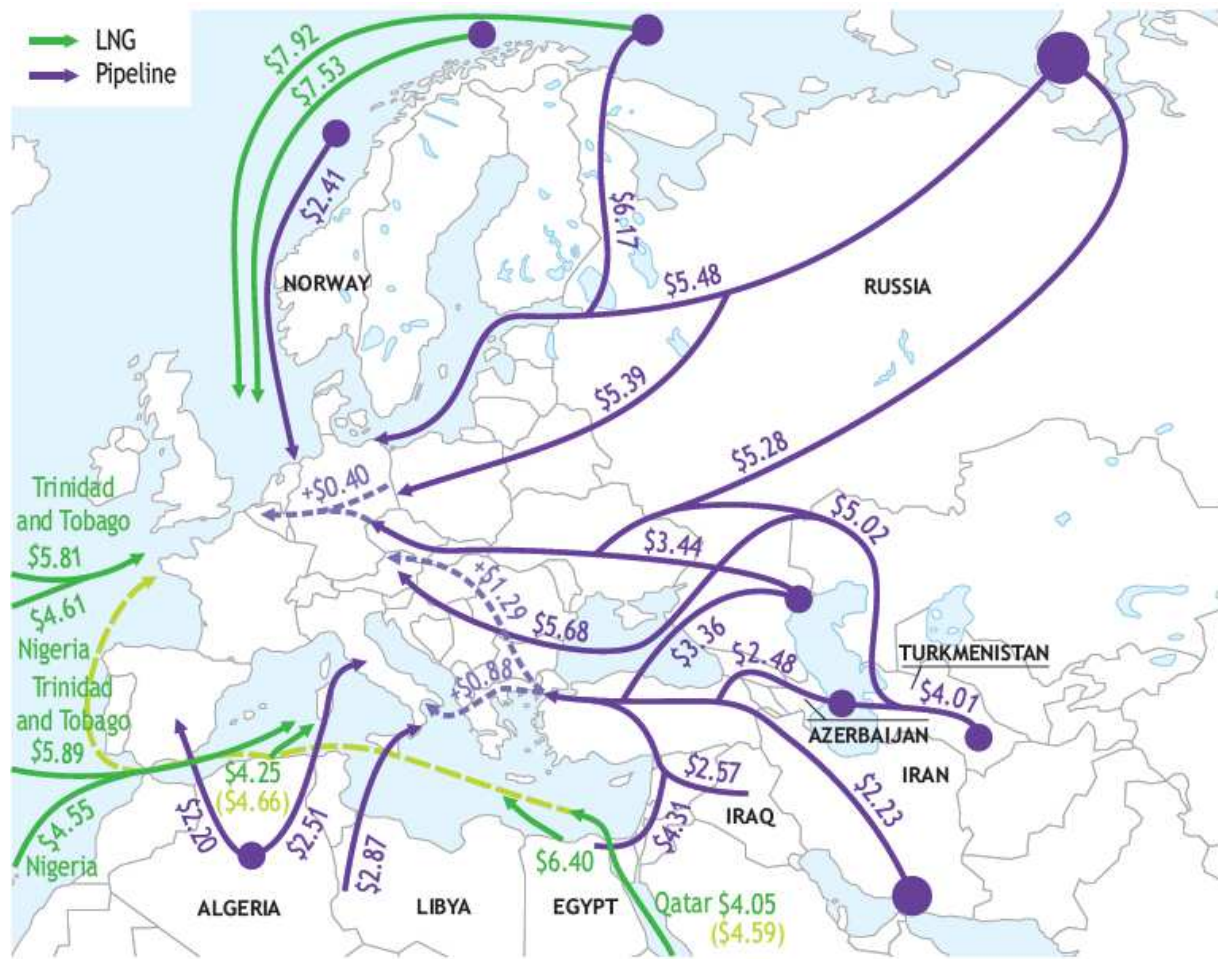 LNG
Pipeline
$7.92
$7.53
$2.41
$6.17
NORWAY
$5.48
RUSSIA
$5.39
$5.28
+$0.40
Trinidad
and Tobago
$5.81
$4.61
Nigeria
Trinidad
and Tobago
$5.89
$5.02
$3.44
+$1.29
$5.68
$3.36
$2.48
TURKMENISTAN
+$0.88
$4.01
AZERBAIJAN
IRAN
$4.25
($4.66)
$2.57
$2.23
IRAQ
$4.31
$4.55
Nigeria
$2.20
$2.51
$2.87
$6.40
ALGERIA
LIBYA
EGYPT
Qatar $4.05
($4.59)